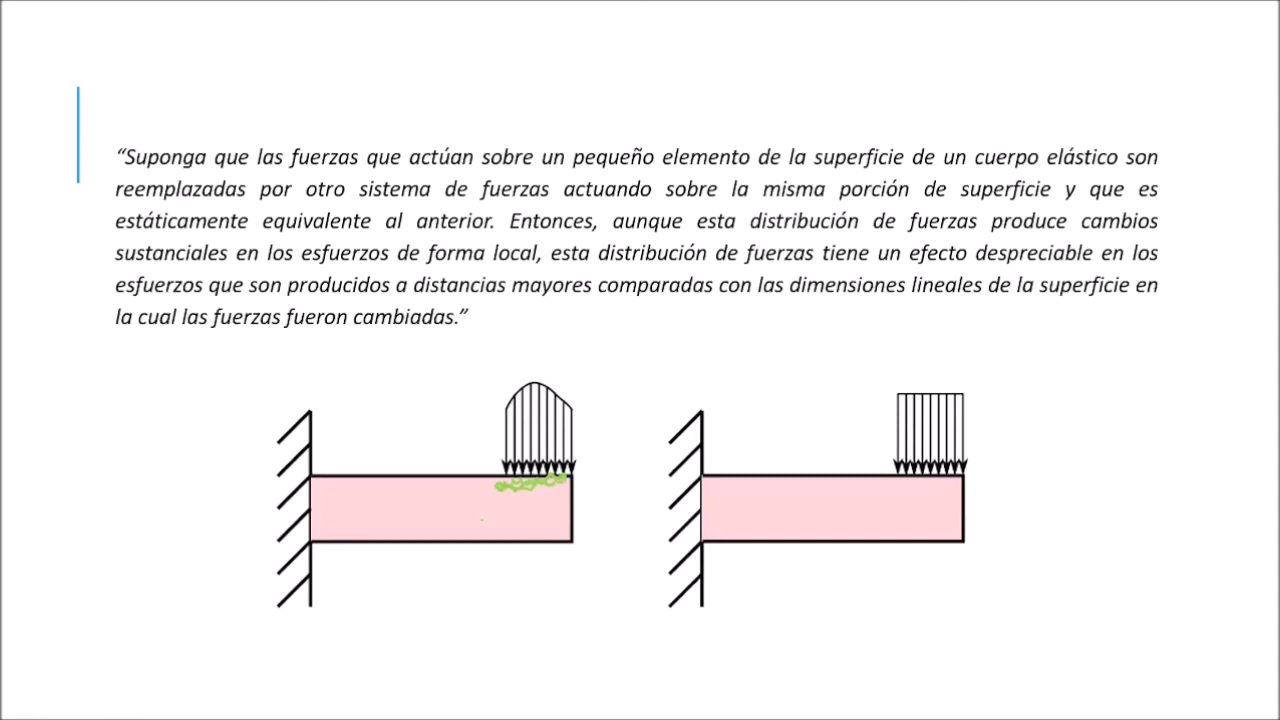 “Suponga que las fuerzas que actúan sobre un pequeño elemento de la superficie de un cuerpo elástico son
reemplazadas por otro sistema de fuerzas actuando sobre la misma porción de superficie y que es
estáticamente equivalente al anterior. Entonces, aunque esta distribución de fuerzas produce cambios
sustanciales en los esfuerzos de forma local, esta distribución de fuerzas tiene un efecto despreciable en los
esfuerzos que son producidos a distancias mayores comparadas con las dimensiones lineales de la superficie en
la cual las fuerzas fueron cambiadas.”